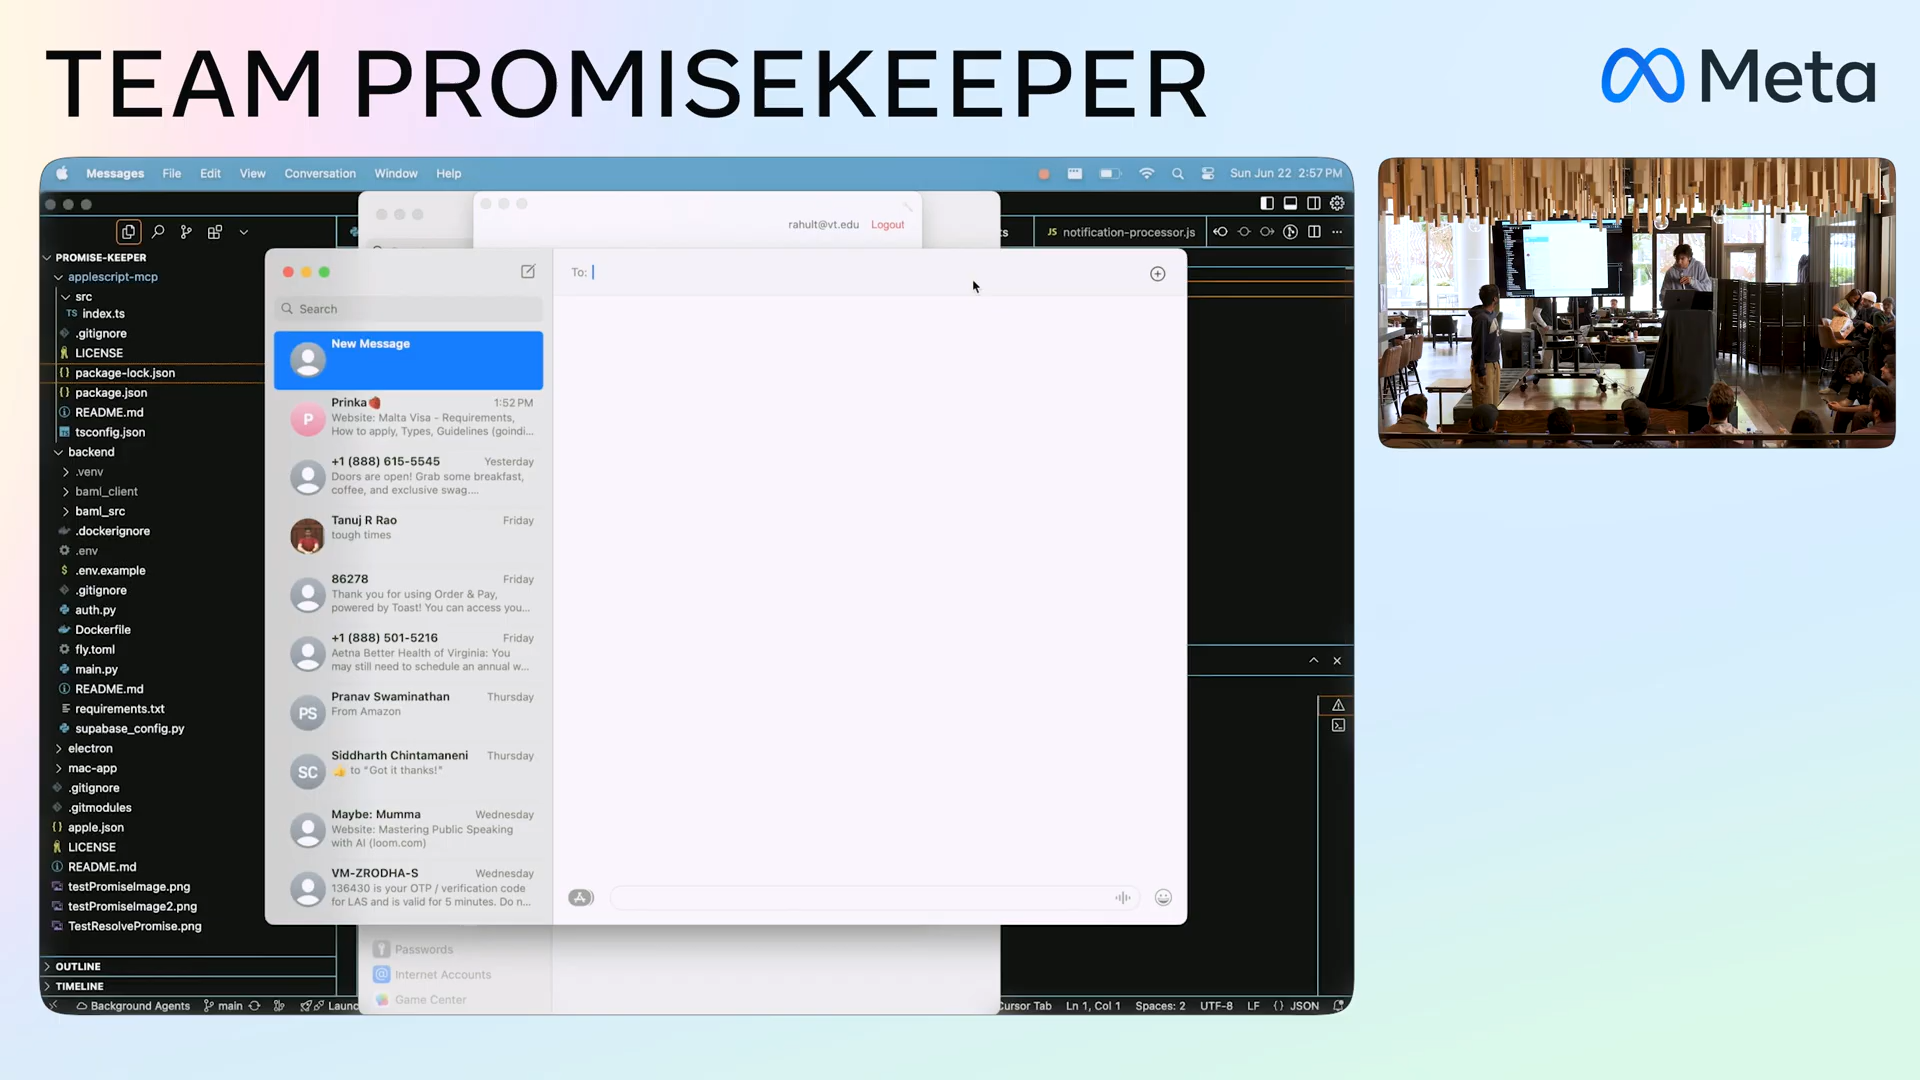 TEAM PROMISEKEEPER
Meta
Messages File Edit View Conversation Window Help
Sun Jun 22 2:57 PM
rahult@vt.edu Logout
JS notification-processor.js
PROMISE-KEEPER
applescript-mcp
src
TS index.ts
.gitignore
LICENSE
package-lock.json
package.json
README.md
tsconfig.json
backend
.venv
baml_client
baml_src
.dockerignore
.env
.env.example
.gitignore
auth.py
Dockerfile
fly.toml
main.py
README.md
requirements.txt
supabase_config.py
electron
mac-app
.gitignore
.gitmodules
apple.json
LICENSE
README.md
testPromiseImage.png
testPromiseImage2.png
TestResolvePromise.png
OUTLINE
TIMELINE
Search
To:
New Message
Prinka🍓 1:52 PM
Website: Malta Visa - Requirements,
How to apply, Types, Guidelines (goindi...
+1 (888) 615-5545 Yesterday
Doors are open! Grab some breakfast,
coffee, and exclusive swag....
Tanuj R Rao Friday
tough times
86278 Friday
Thank you for using Order & Pay,
powered by Toast! You can access you...
+1 (888) 501-5216 Friday
Aetna Better Health of Virginia: You
may still need to schedule an annual w...
PS
Pranav Swaminathan Thursday
From Amazon
SC
Siddharth Chintamaneni Thursday
👍 to "Got it thanks!"
Maybe: Mumma Wednesday
Website: Mastering Public Speaking
with AI (loom.com)
VM-ZRODHA-S Wednesday
136430 is your OTP / verification code
for LAS and is valid for 5 minutes. Do n...
Passwords
Internet Accounts
Game Center
Background Agents main Launc
Cursor Tab Ln 1, Col 1 Spaces: 2 UTF-8 LF {} JSON